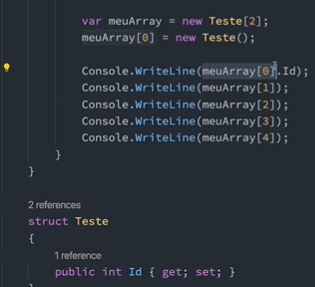 var meuArray = new Teste[2];
meuArray[0] = new Teste();
Console.WriteLine(meuArray[0].Id);
Console.WriteLine(meuArray[1]);
Console.WriteLine(meuArray[2]);
Console.WriteLine(meuArray[3]);
Console.WriteLine(meuArray[4]);
}
}
2 references
struct Teste
{
1 reference
public int Id { get; set; }
}